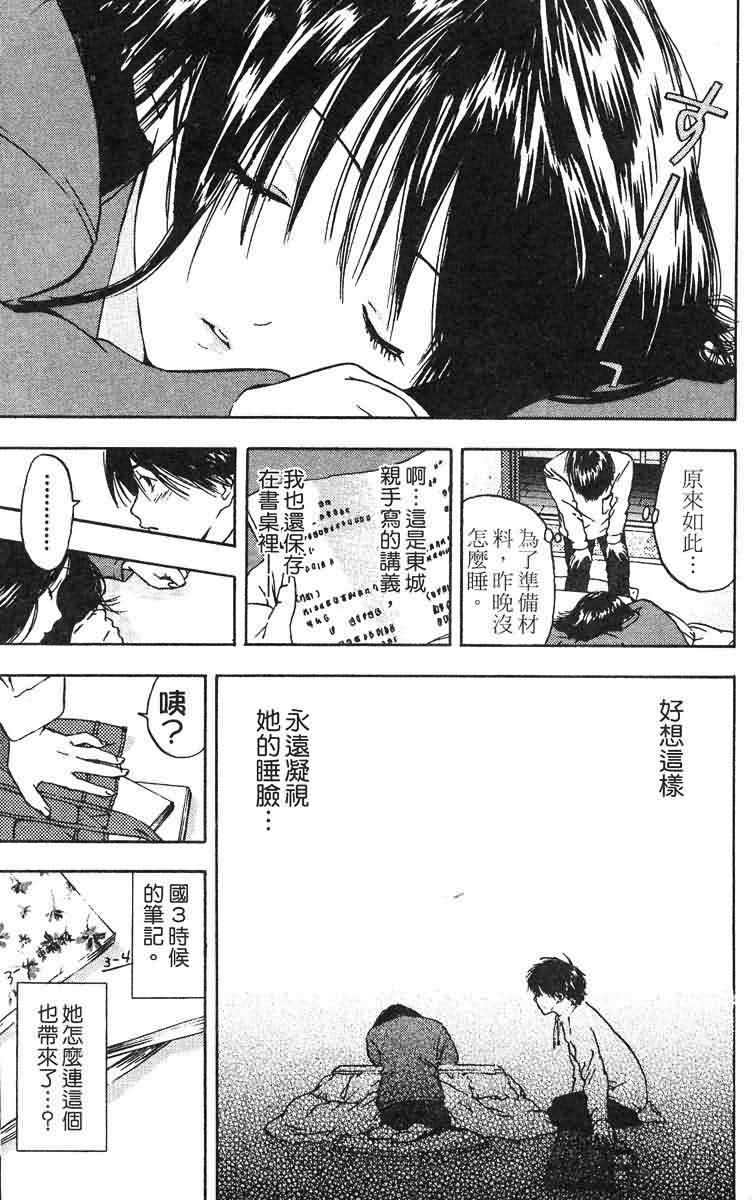 すー
原來如此…
為了準備材
料，昨晚沒
怎麼睡。
啊…這是東城
親手寫的講義，
我也還保存
在書桌裡—
………
好想這樣
永遠凝視
她的睡臉…
咦？
國3時候
的筆記。
3-4
3-4
她怎麼連這個
也帶來了…？